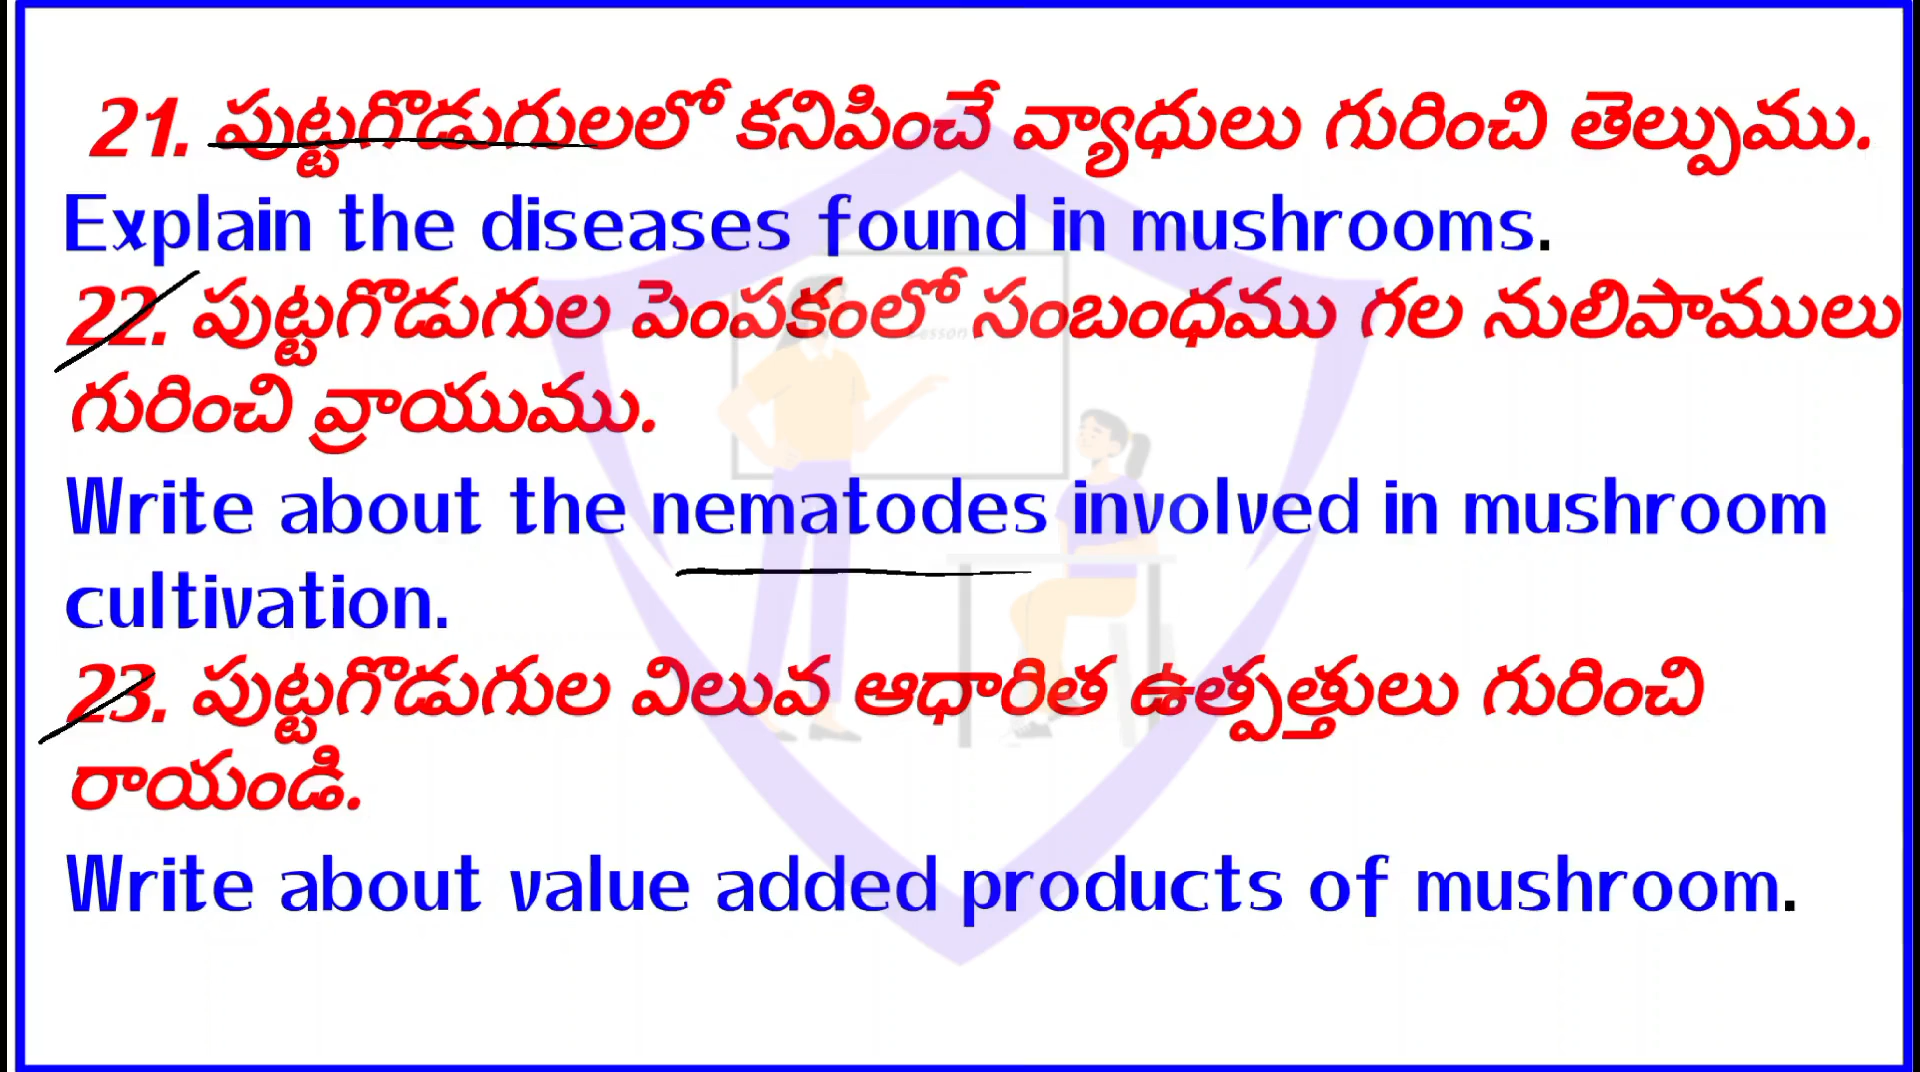 21. పుట్టగొడుగులలో కనిపించే వ్యాధులు గురించి తెల్పుము.
Explain the diseases found in mushrooms.
22. పుట్టగొడుగుల పెంపకంలో సంబంధము గల నులిపాములు
గురించి వ్రాయుము.
Write about the nematodes involved in mushroom
cultivation.
23. పుట్టగొడుగుల విలువ ఆధారిత ఉత్పత్తులు గురించి
రాయండి.
Write about value added products of mushroom.